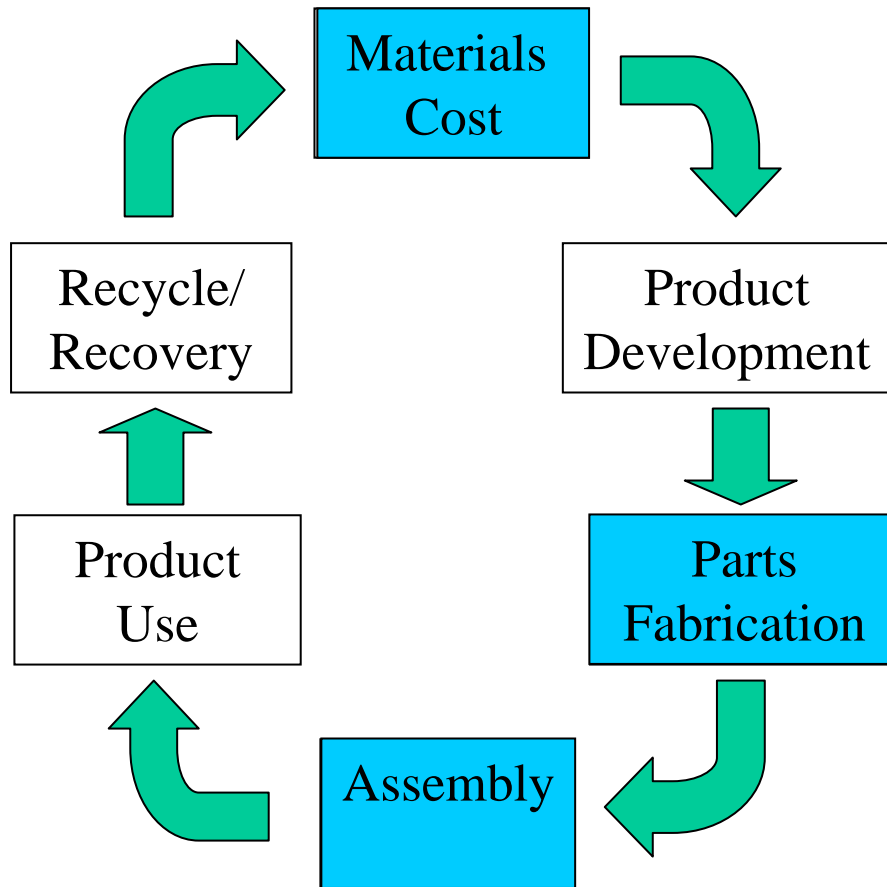 Materials
Cost
Product
Development
Parts
Fabrication
Assembly
Product
Use
Recycle/
Recovery